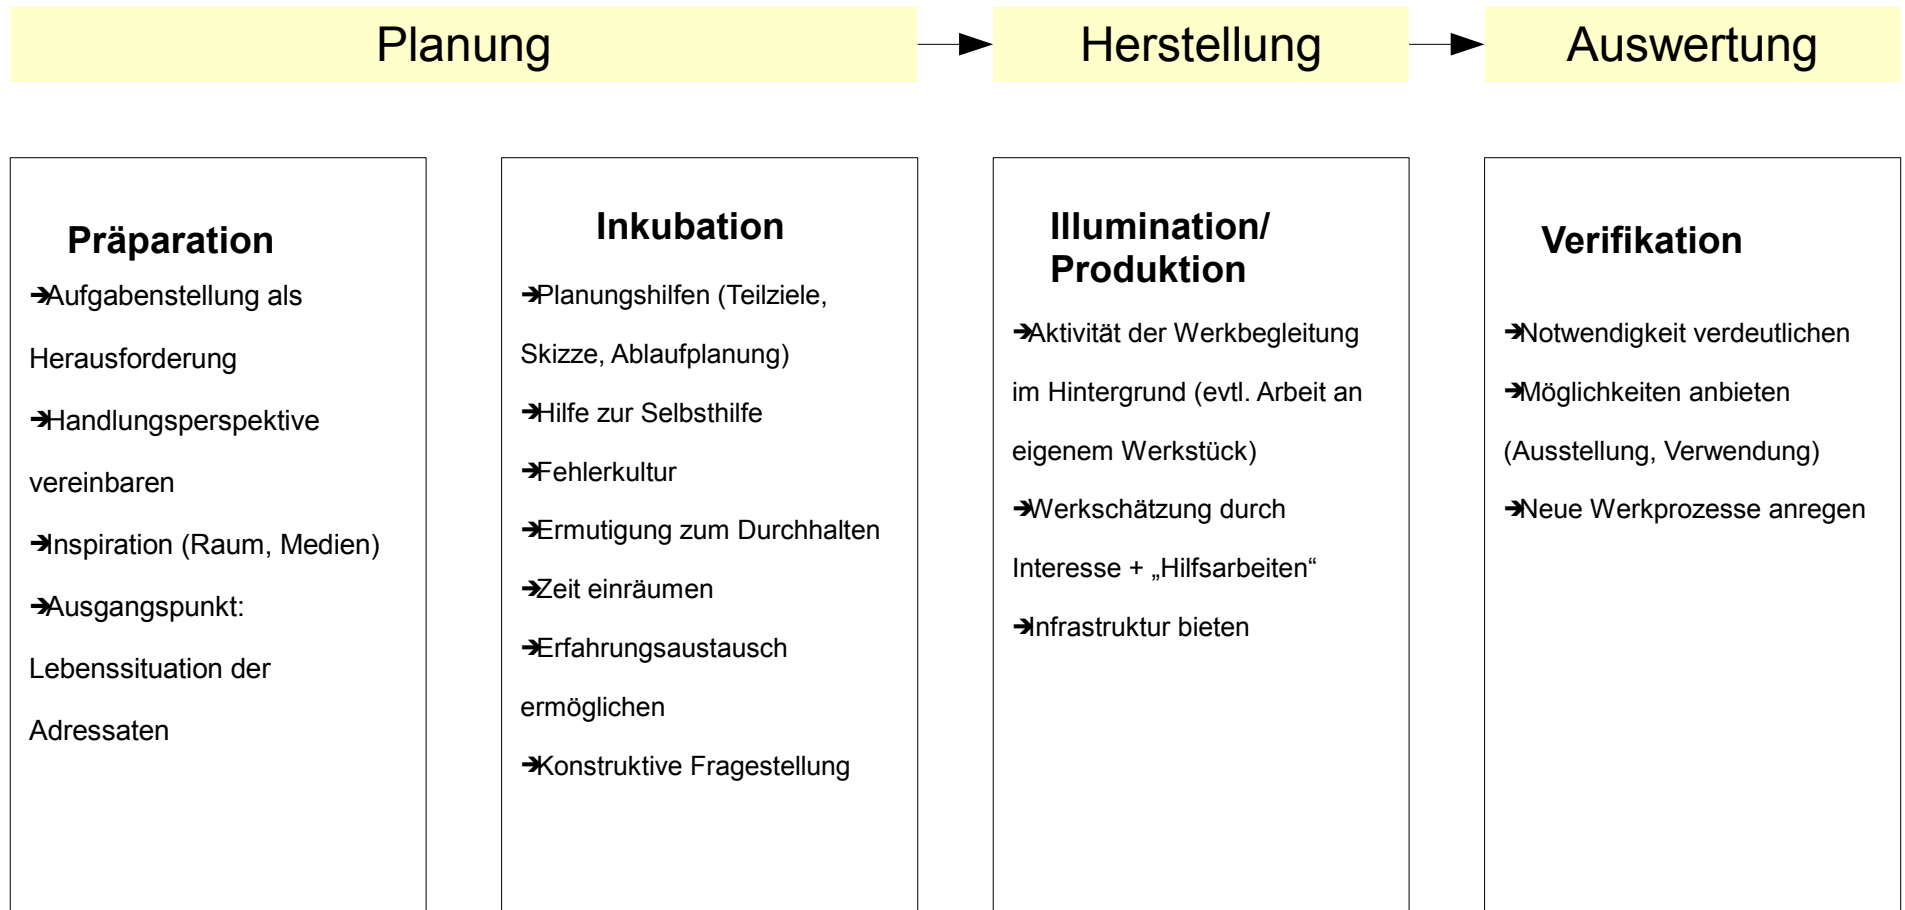 Planung
Herstellung
Auswertung
Präparation
➔Aufgabenstellung als
Herausforderung
➔Handlungsperspektive
vereinbaren
➔Inspiration (Raum, Medien)
➔Ausgangspunkt:
Lebenssituation der
Adressaten
Inkubation
➔Planungshilfen (Teilziele,
Skizze, Ablaufplanung)
➔Hilfe zur Selbsthilfe
➔Fehlerkultur
➔Ermutigung zum Durchhalten
➔Zeit einräumen
➔Erfahrungsaustausch
ermöglichen
➔Konstruktive Fragestellung
Illumination/
Produktion
➔Aktivität der Werkbegleitung
im Hintergrund (evtl. Arbeit an
eigenem Werkstück)
➔Werkschätzung durch
Interesse + „Hilfsarbeiten“
➔Infrastruktur bieten
Verifikation
➔Notwendigkeit verdeutlichen
➔Möglichkeiten anbieten
(Ausstellung, Verwendung)
➔Neue Werkprozesse anregen